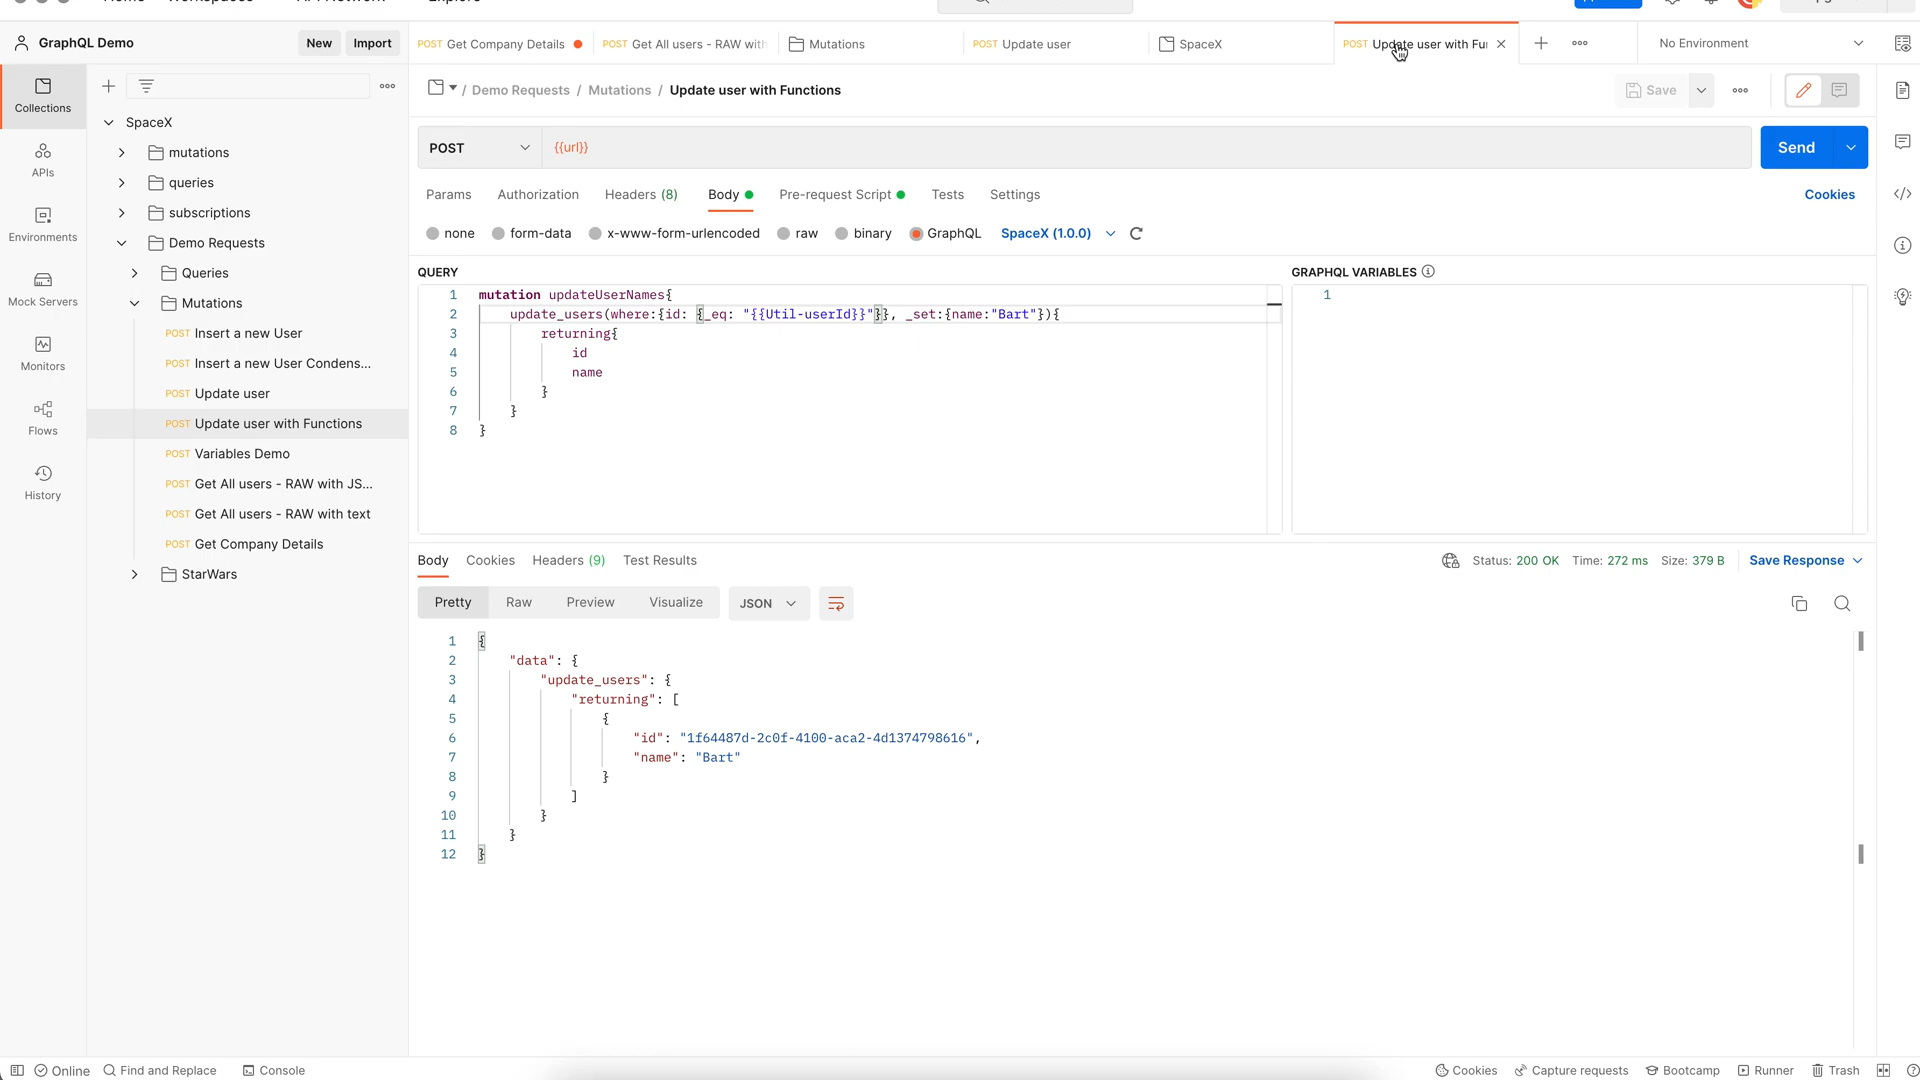 Home Workspaces API Network Explore
GraphQL Demo
New
Import
POST Get Company Details
POST Get All users - RAW with
Mutations
POST Update user
SpaceX
POST Update user with Fu
No Environment
/ Demo Requests / Mutations / Update user with Functions
Save
POST
{{url}}
Send
Params
Authorization
Headers (8)
Body
Pre-request Script
Tests
Settings
Cookies
none
form-data
x-www-form-urlencoded
raw
binary
GraphQL
SpaceX (1.0.0)
Collections
APIs
Environments
Mock Servers
Monitors
Flows
History
SpaceX
mutations
queries
subscriptions
Demo Requests
Queries
Mutations
POST Insert a new User
POST Insert a new User Condens...
POST Update user
POST Update user with Functions
POST Variables Demo
POST Get All users - RAW with JS...
POST Get All users - RAW with text
POST Get Company Details
StarWars
QUERY
1 mutation updateUserNames{
2 update_users(where:{id: {_eq: "{{Util-userId}}"}}, _set:{name:"Bart"}){
3 returning{
4 id
5 name
6 }
7 }
8 }
GRAPHQL VARIABLES
1
Body
Cookies
Headers (9)
Test Results
Status: 200 OK
Time: 272 ms
Size: 379 B
Save Response
Pretty
Raw
Preview
Visualize
JSON
1 {
2 "data": {
3 "update_users": {
4 "returning": [
5 {
6 "id": "1f64487d-2c0f-4100-aca2-4d1374798616",
7 "name": "Bart"
8 }
9 ]
10 }
11 }
12 }
Online
Find and Replace
Console
Cookies
Capture requests
Bootcamp
Runner
Trash